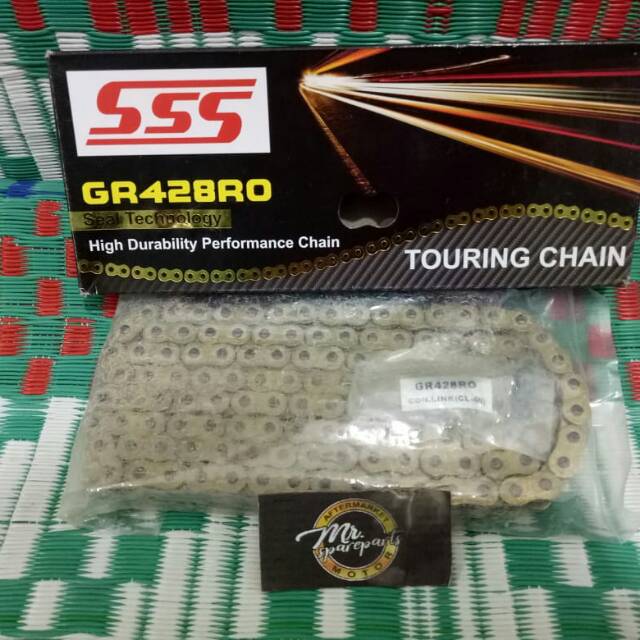 SSS
GR428RO
Seal Technology
High Durability Performance Chain
TOURING CHAIN
GR428RO
AFTERMARKET
Mr.
spareparts
MOTOR